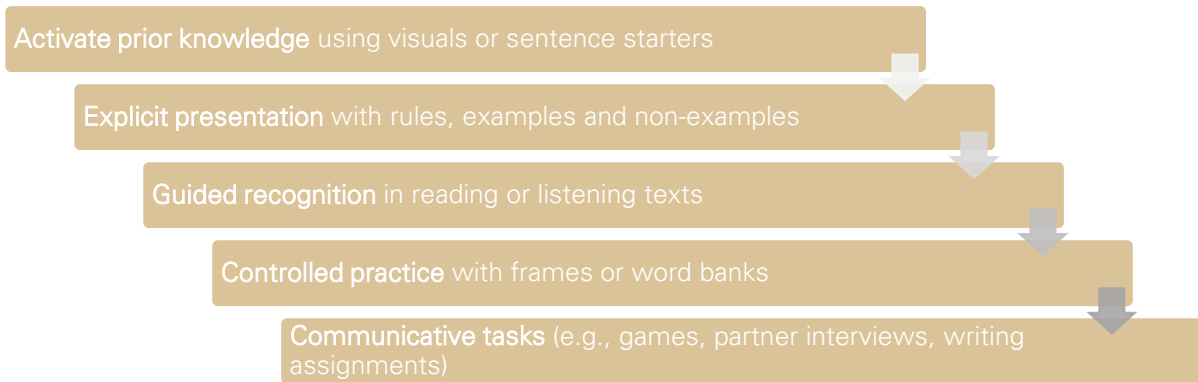 Activate prior knowledge using visuals or sentence starters
Explicit presentation with rules, examples and non-examples
Guided recognition in reading or listening texts
Controlled practice with frames or word banks
Communicative tasks (e.g., games, partner interviews, writing
assignments)